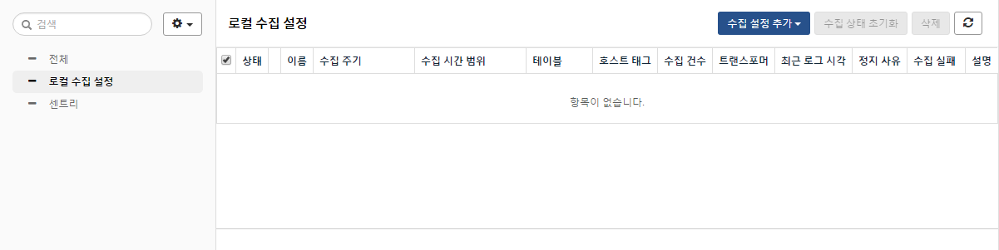 검색
전체
로컬 수집 설정
센트리
로컬 수집 설정
수집 설정 추가 수집 상태 초기화 삭제
상태 이름 수집 주기 수집 시간 범위 테이블 호스트 태그 수집 건수 트랜스포머 최근 로그 시각 정지 사유 수집 실패 설명
항목이 없습니다.